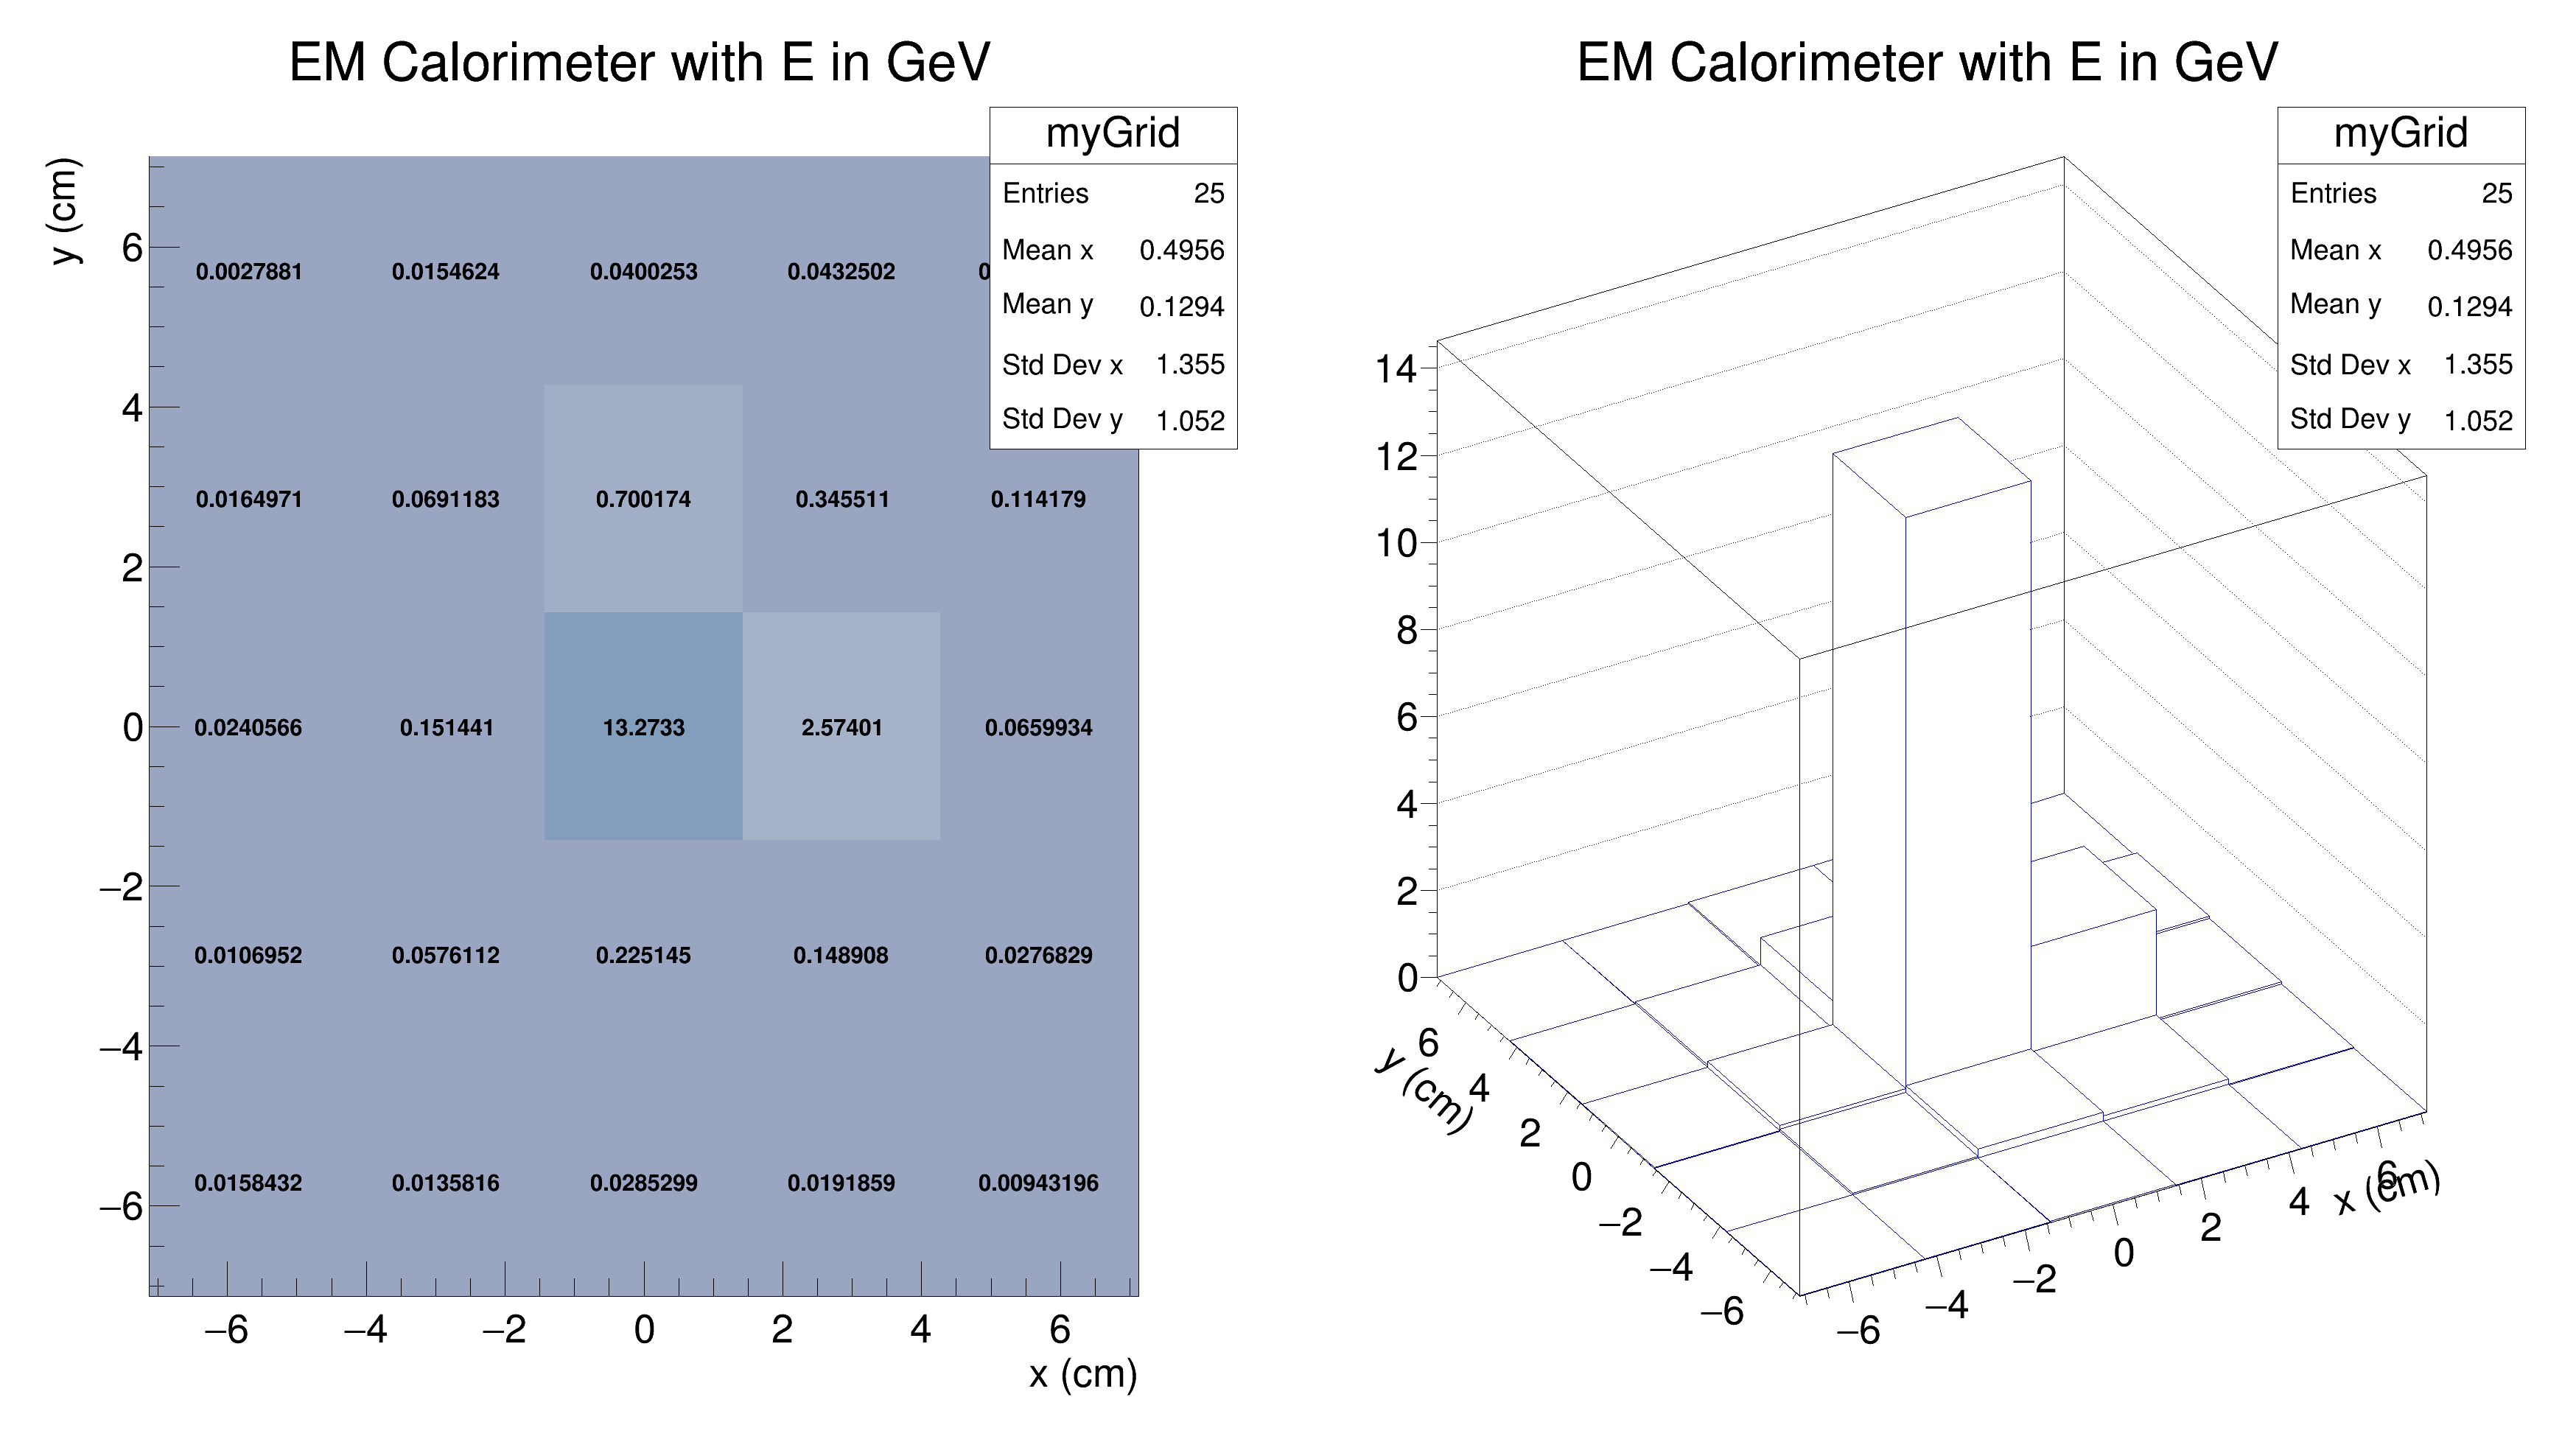 EM Calorimeter with E in GeV
myGrid
Entries 25
Mean x 0.4956
Mean y 0.1294
Std Dev x 1.355
Std Dev y 1.052
y (cm)
6
4
2
0
−2
−4
−6
0.0027881 0.0154624 0.0400253 0.0432502
0.0164971 0.0691183 0.700174 0.345511 0.114179
0.0240566 0.151441 13.2733 2.57401 0.0659934
0.0106952 0.0576112 0.225145 0.148908 0.0276829
0.0158432 0.0135816 0.0285299 0.0191859 0.00943196
−6 −4 −2 0 2 4 6
x (cm)
EM Calorimeter with E in GeV
myGrid
Entries 25
Mean x 0.4956
Mean y 0.1294
Std Dev x 1.355
Std Dev y 1.052
14
12
10
8
6
4
2
0
6
4
2
0
−2
−4
−6
y (cm)
−6
−4
−2
0
2
4
6
x (cm)